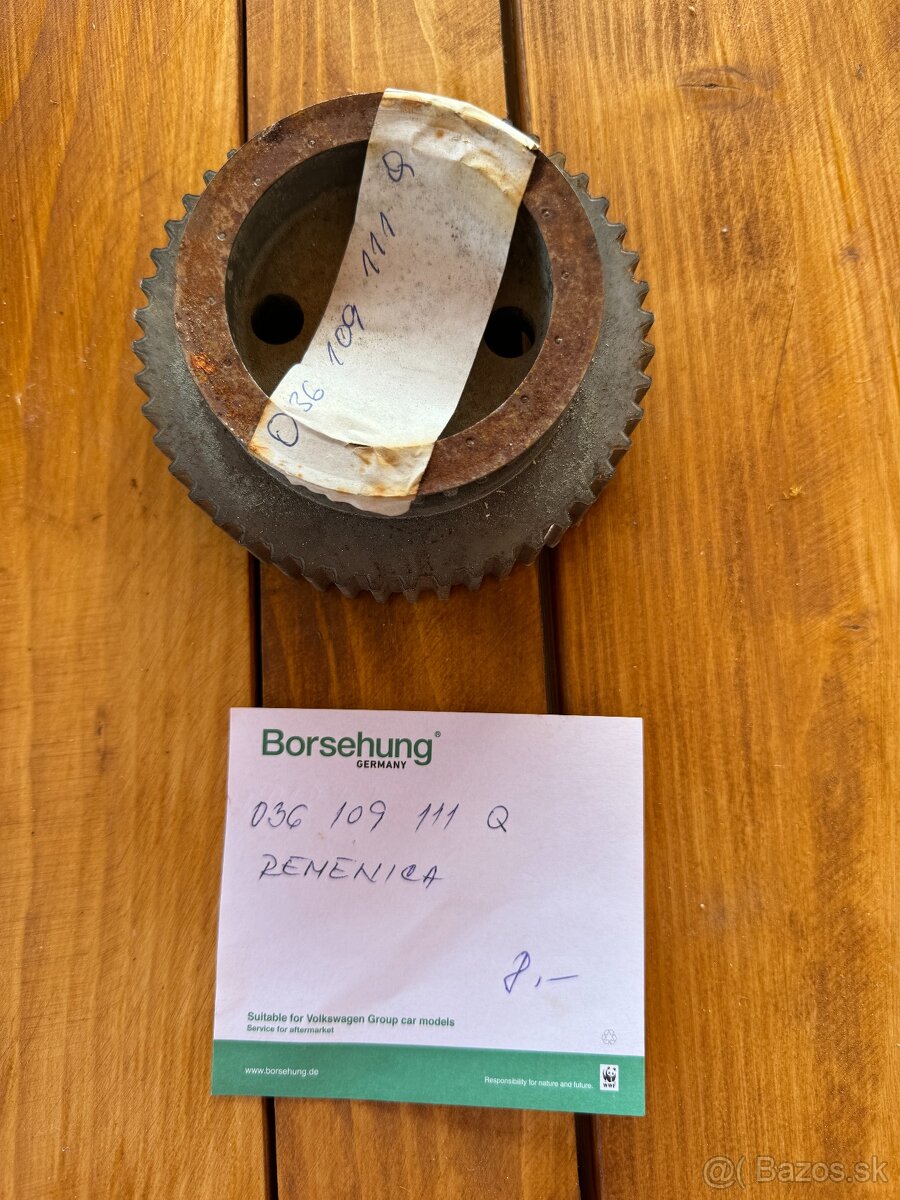 036 109 111 Q
Borsehung®
GERMANY
036 109 111 Q
REMENICA
8,-
Suitable for Volkswagen Group car models
Service for aftermarket
www.borsehung.de
Responsibility for nature and future.
WWF
@( Bazos.sk